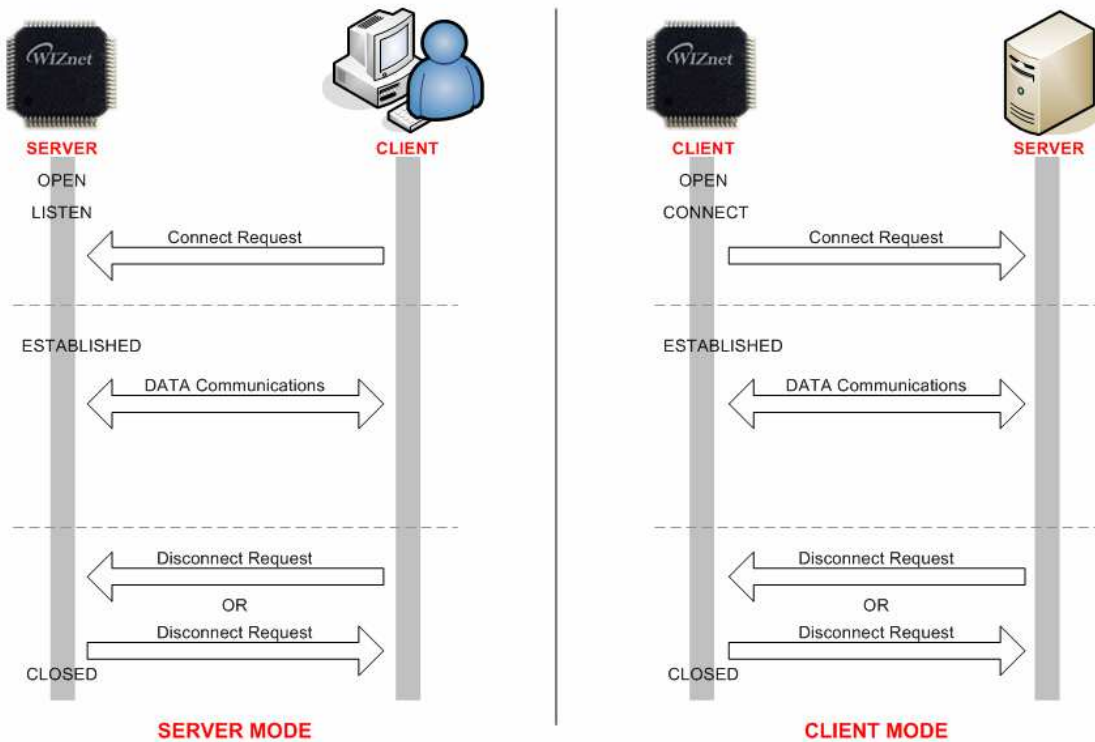 WIZnet
SERVER
CLIENT
OPEN
LISTEN
Connect Request
ESTABLISHED
DATA Communications
Disconnect Request
OR
Disconnect Request
CLOSED
SERVER MODE
WIZnet
CLIENT
SERVER
OPEN
CONNECT
Connect Request
ESTABLISHED
DATA Communications
Disconnect Request
OR
Disconnect Request
CLOSED
CLIENT MODE